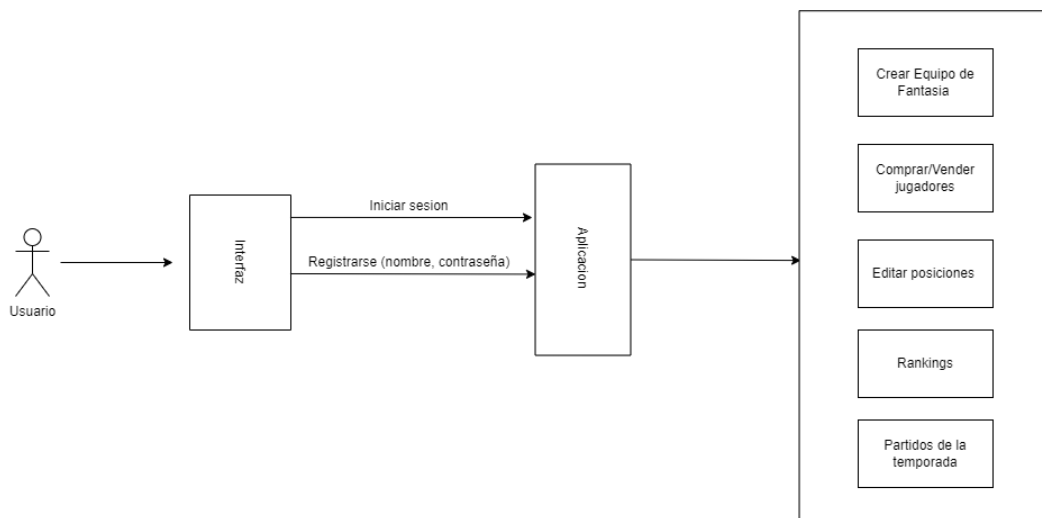 Usuario
Interfaz
Iniciar sesion
Registrarse (nombre, contraseña)
Aplicacion
Crear Equipo de
Fantasia
Comprar/Vender
jugadores
Editar posiciones
Rankings
Partidos de la
temporada